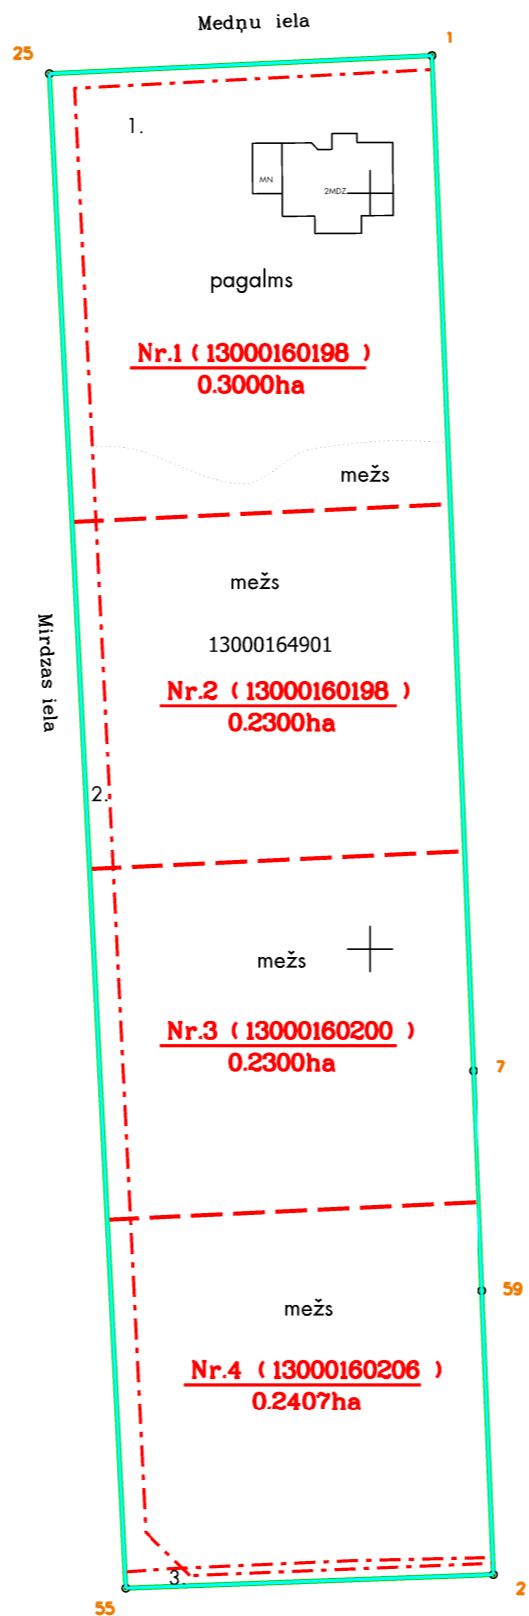 Medņu iela
25
1
1.
MN
2MDZ
pagalms
Nr.1 ( 13000160198 )
0.3000ha
mežs
mežs
Mirdzas iela
13000164901
Nr.2 ( 13000160198 )
0.2300ha
2.
mežs
Nr.3 ( 13000160200 )
0.2300ha
7
59
mežs
Nr.4 ( 13000160206 )
0.2407ha
3.
2
55